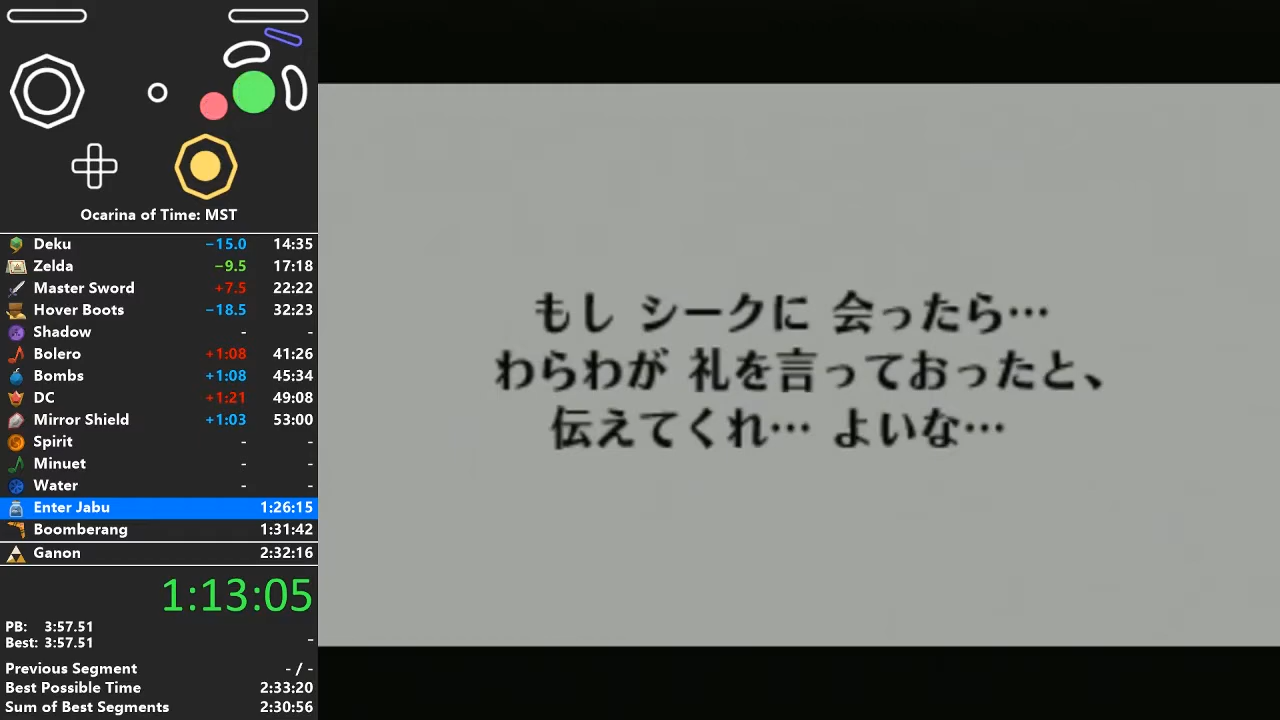 Ocarina of Time: MST
Deku −15.0 14:35
Zelda −9.5 17:18
Master Sword +7.5 22:22
Hover Boots −18.5 32:23
Shadow - -
Bolero +1:08 41:26
Bombs +1:08 45:34
DC +1:21 49:08
Mirror Shield +1:03 53:00
Spirit - -
Minuet - -
Water - -
Enter Jabu 1:26:15
Boomberang 1:31:42
Ganon 2:32:16
1:13:05
PB: 3:57.51
Best: 3:57.51 -
Previous Segment - / -
Best Possible Time 2:33:20
Sum of Best Segments 2:30:56
もし シークに 会ったら…
わらわが 礼を言っておったと、
伝えてくれ… よいな…